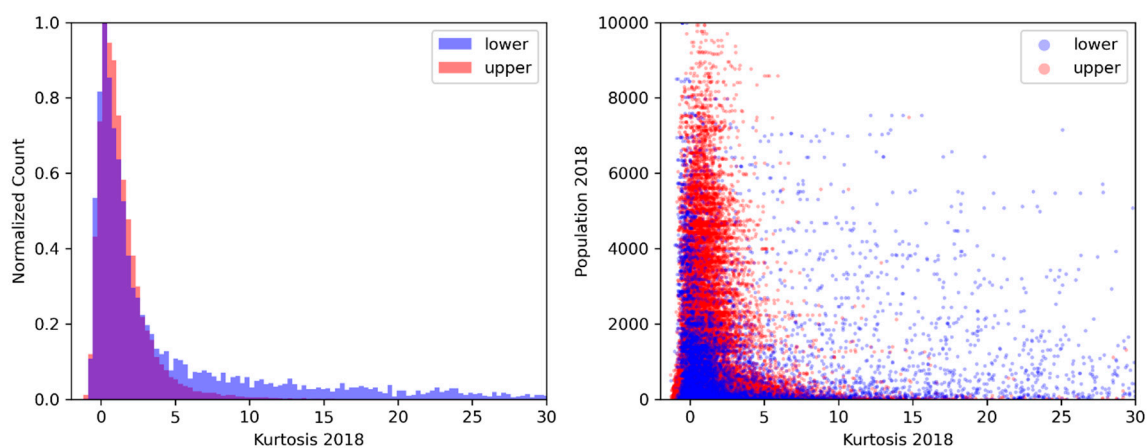 Normalized Count
1.0
0.8
0.6
0.4
0.2
0.0
lower
upper
0 5 10 15 20 25 30
Kurtosis 2018
Population 2018
10000
8000
6000
4000
2000
0
lower
upper
0 5 10 15 20 25 30
Kurtosis 2018